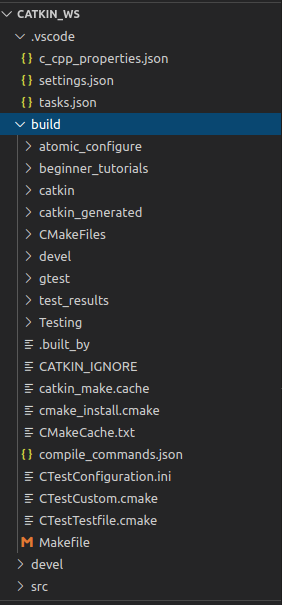 CATKIN_WS
.vscode
c_cpp_properties.json
settings.json
tasks.json
build
atomic_configure
beginner_tutorials
catkin
catkin_generated
CMakeFiles
devel
gtest
test_results
Testing
.built_by
CATKIN_IGNORE
catkin_make.cache
cmake_install.cmake
CMakeCache.txt
compile_commands.json
CTestConfiguration.ini
CTestCustom.cmake
CTestTestfile.cmake
Makefile
devel
src